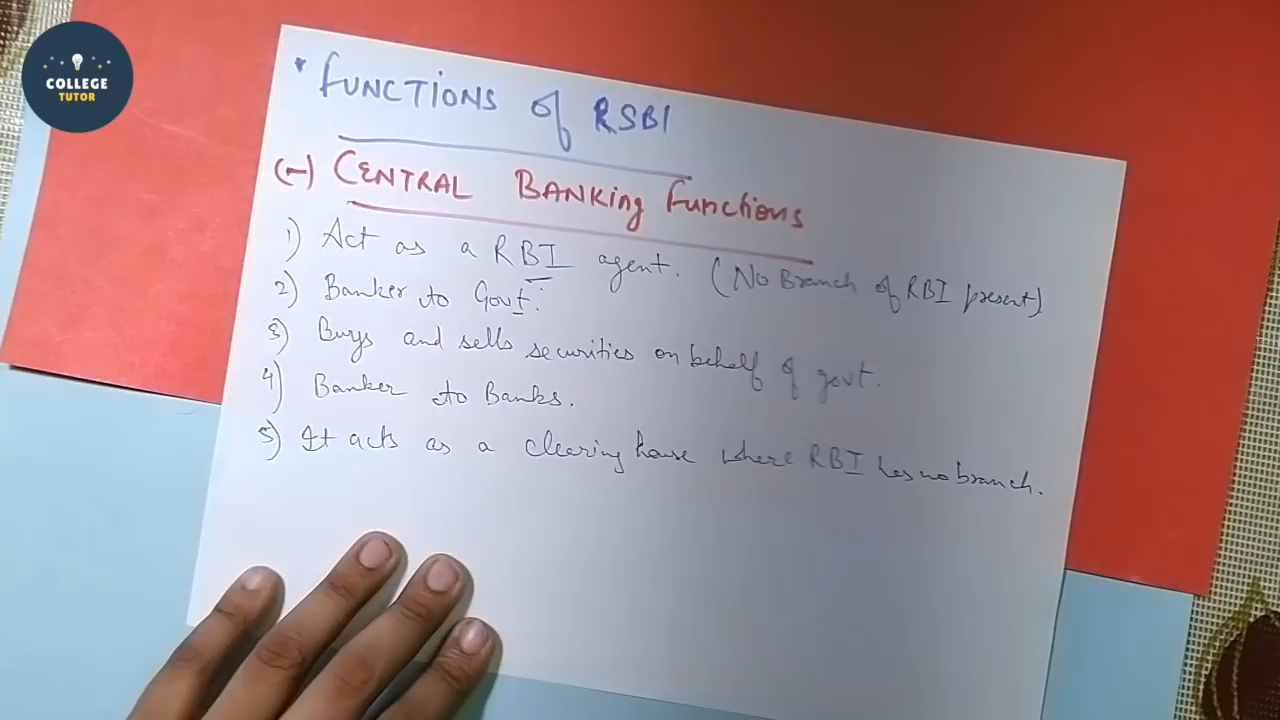 COLLEGE
TUTOR
• FUNCTIONS of RSBI
(-) CENTRAL BANKing functions
1) Act as a RBI agent. (No Branch of RBI present)
2) Banker to Govt.
3) Buys and sells securities on behalf of govt.
4) Banker to Banks.
5) It acts as a clearing house where RBI has no branch.